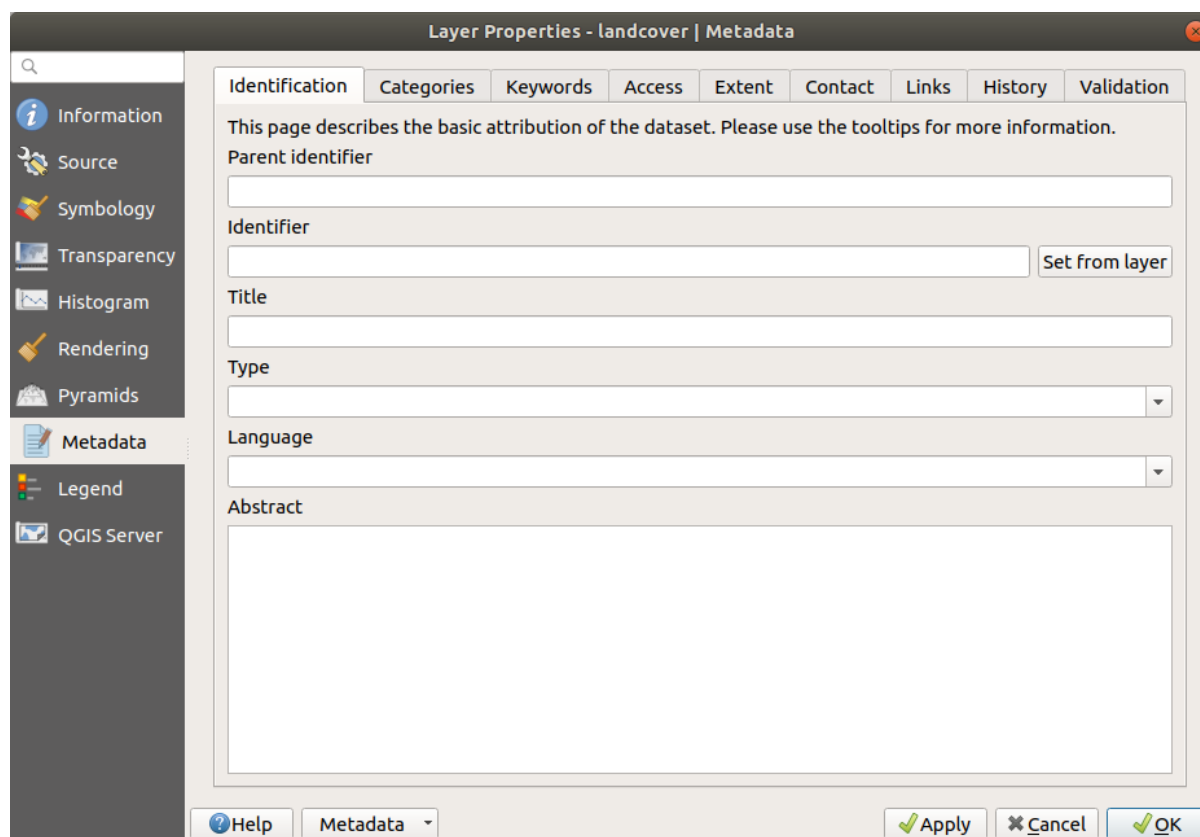 Layer Properties - landcover | Metadata
Information
Source
Symbology
Transparency
Histogram
Rendering
Pyramids
Metadata
Legend
QGIS Server
Identification Categories Keywords Access Extent Contact Links History Validation
This page describes the basic attribution of the dataset. Please use the tooltips for more information.
Parent identifier
Identifier
Set from layer
Title
Type
Language
Abstract
Help Metadata Apply Cancel OK